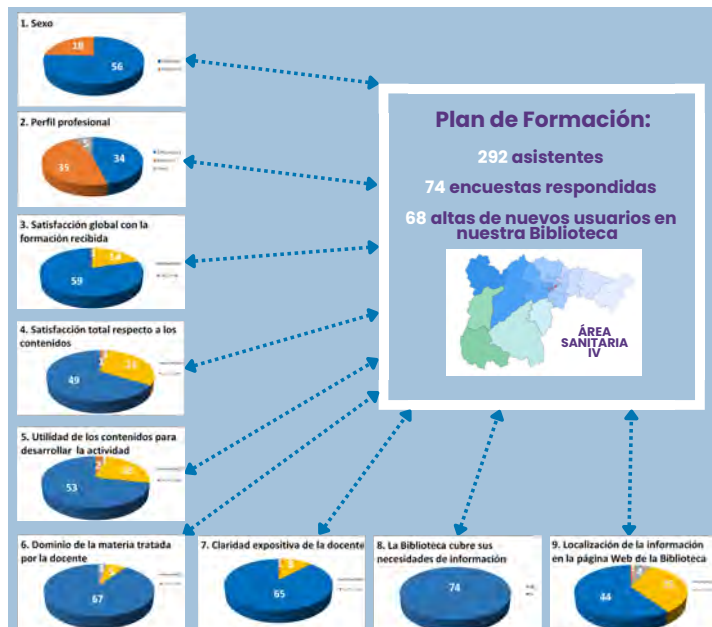 1. Sexo
18
56
2. Perfil profesional
5
34
35
3. Satisfacción global con la
formación recibida
14
59
4. Satisfacción total respecto a los
contenidos
49
5. Utilidad de los contenidos para
desarrollar la actividad
2
53
6. Dominio de la materia tratada
por la docente
67
7. Claridad expositiva de la docente
8
65
8. La Biblioteca cubre sus
necesidades de información
74
9. Localización de la información
en la página Web de la Biblioteca
44
Plan de Formación:
292 asistentes
74 encuestas respondidas
68 altas de nuevos usuarios en
nuestra Biblioteca
ÁREA
SANITARIA
IV